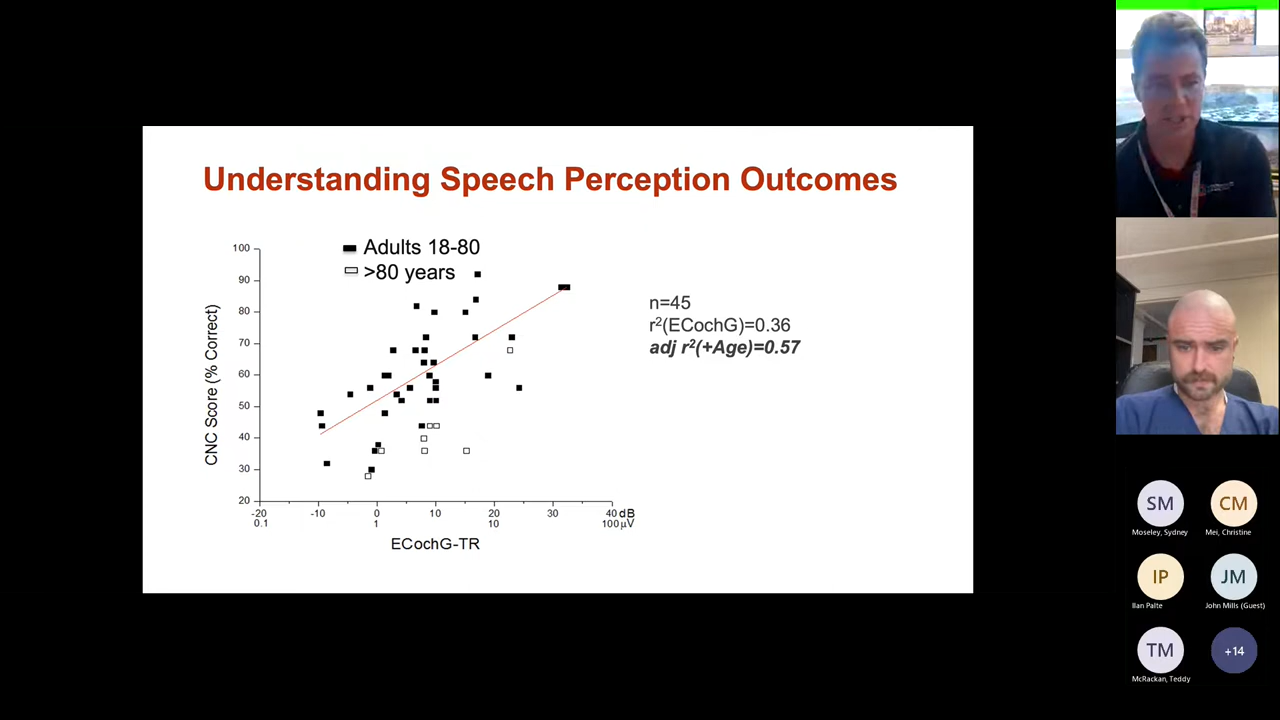 Understanding Speech Perception Outcomes
Adults 18-80
>80 years
CNC Score (% Correct)
100
90
80
70
60
50
40
30
20
-20 -10 0 10 20 30 40 dB
0.1 1 10 100 µV
ECochG-TR
n=45
r²(ECochG)=0.36
adj r²(+Age)=0.57
SM CM
Moseley, Sydney Mei, Christine
IP JM
Ilan Palte John Mills (Guest)
TM +14
McRackan, Teddy